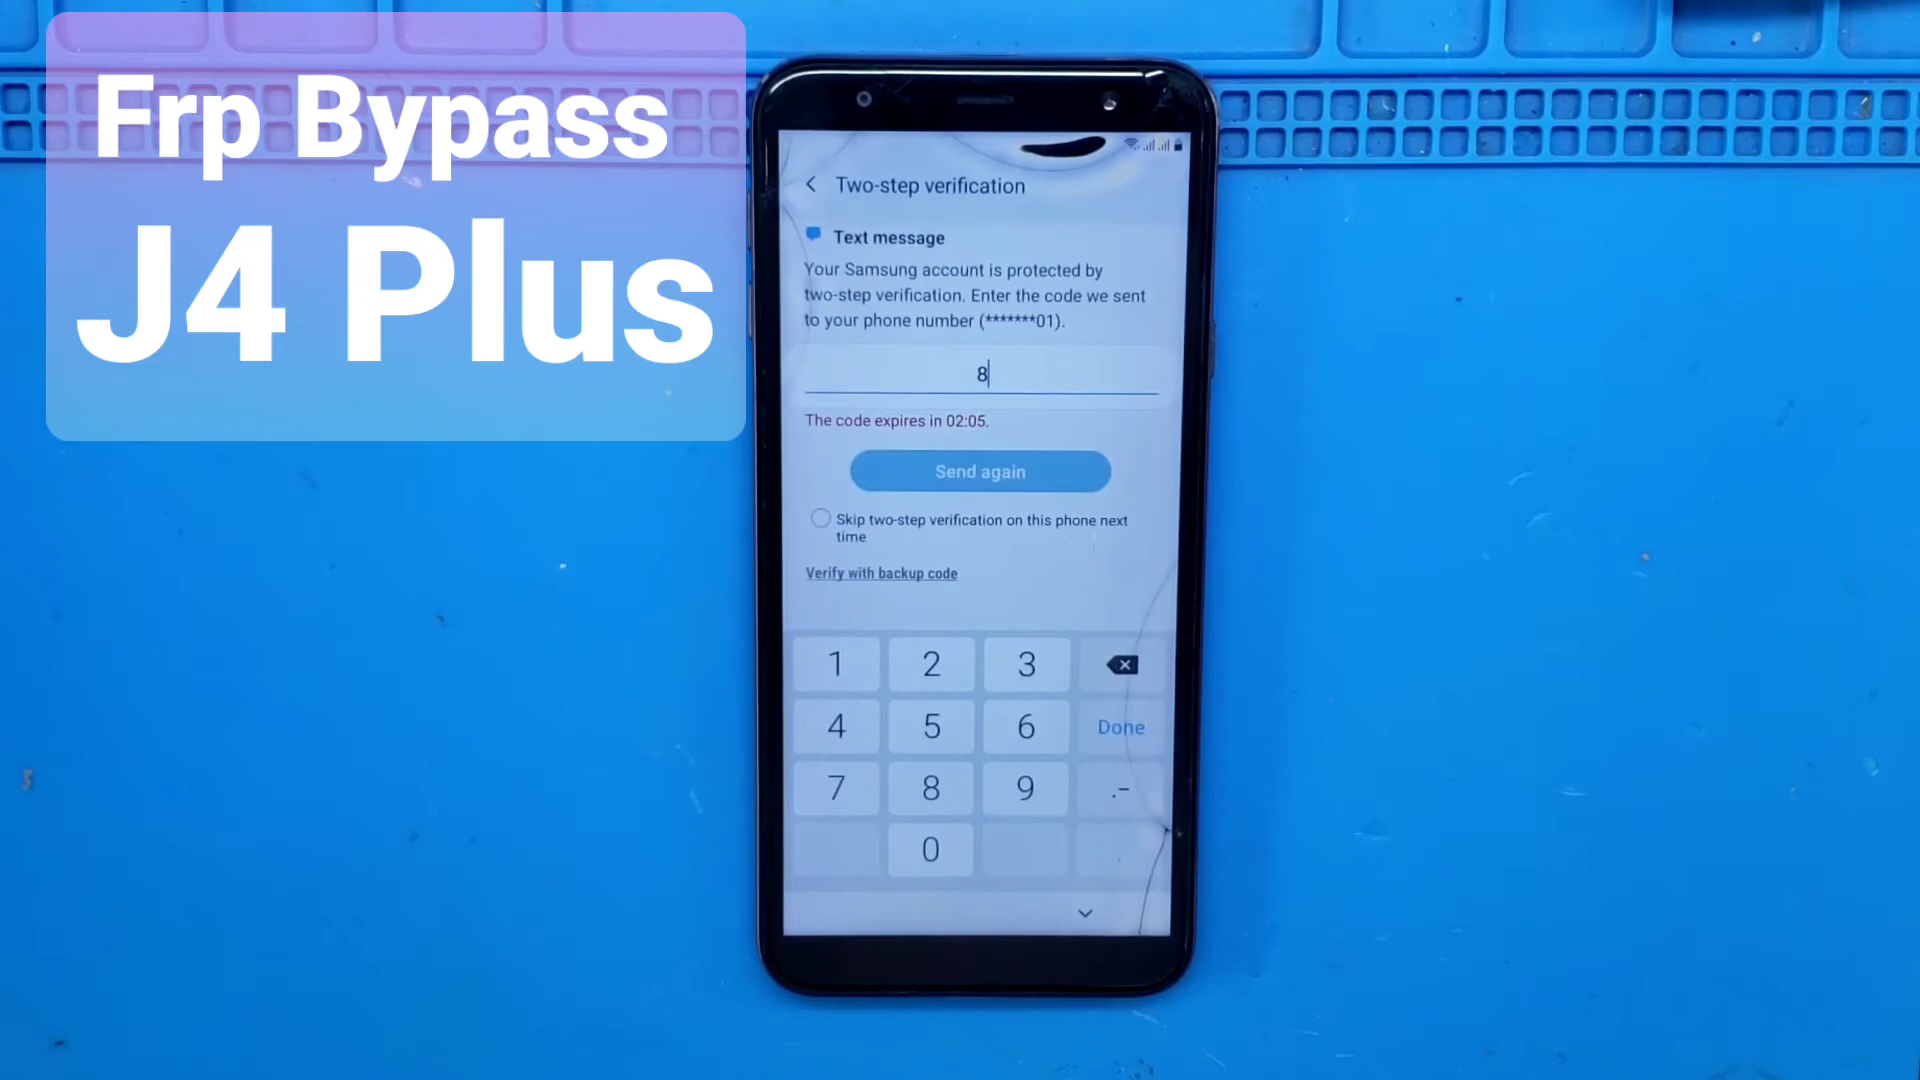 Frp Bypass
J4 Plus
Two-step verification
Text message
Your Samsung account is protected by
two-step verification. Enter the code we sent
to your phone number (*******01).
8
The code expires in 02:05.
Send again
Skip two-step verification on this phone next
time
Verify with backup code
1 2 3
4 5 6 Done
7 8 9 .-
0